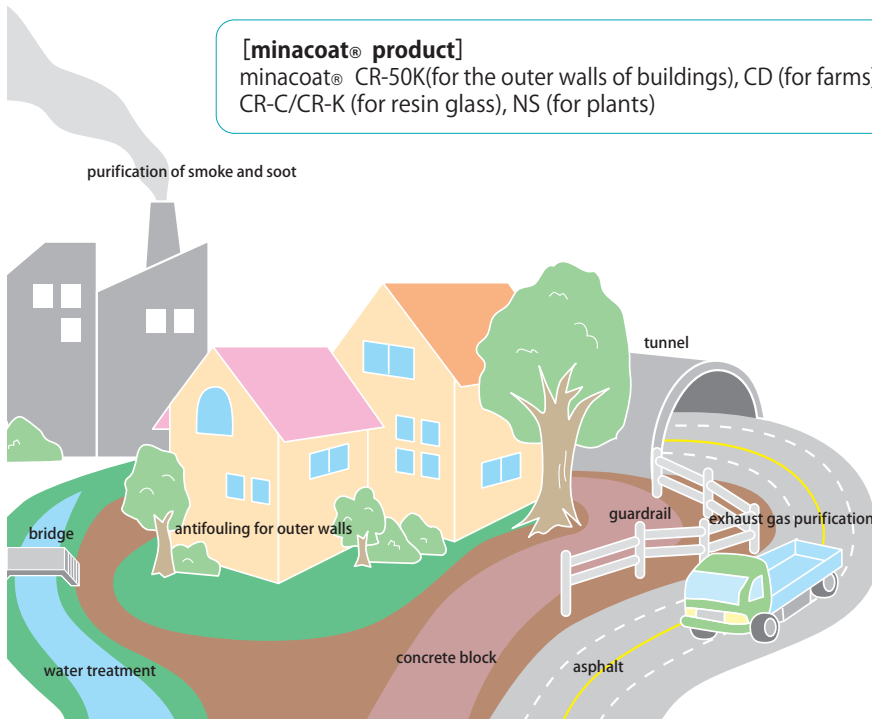 [minacoat® product]
minacoat® CR-50K(for the outer walls of buildings), CD (for farms)
CR-C/CR-K (for resin glass), NS (for plants)
purification of smoke and soot
tunnel
guardrail
exhaust gas purification
bridge
antifouling for outer walls
concrete block
asphalt
water treatment